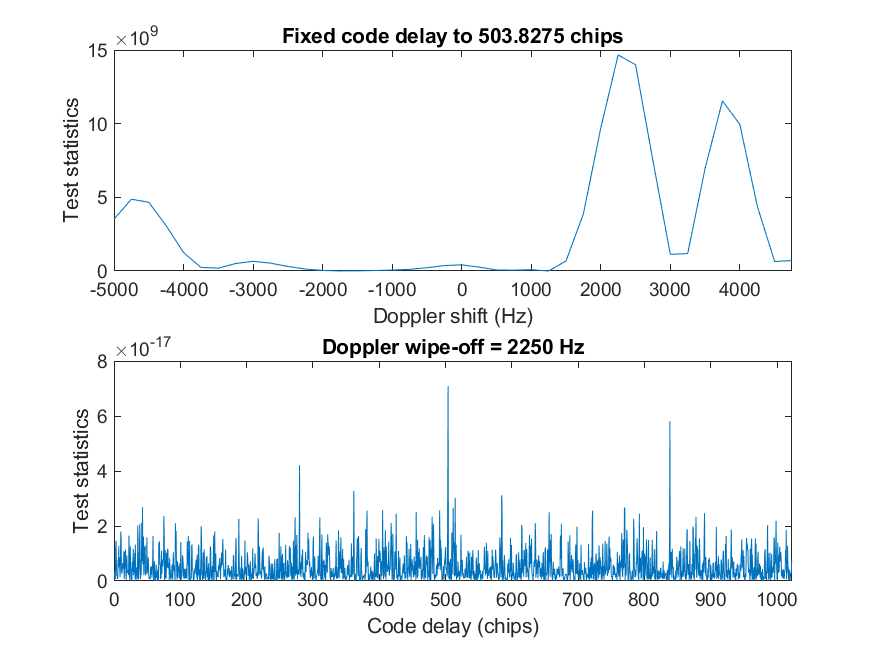 Fixed code delay to 503.8275 chips
×10^9
15
10
5
0
Test statistics
-5000 -4000 -3000 -2000 -1000 0 1000 2000 3000 4000
Doppler shift (Hz)
Doppler wipe-off = 2250 Hz
×10^-17
8
6
4
2
0
Test statistics
0 100 200 300 400 500 600 700 800 900 1000
Code delay (chips)